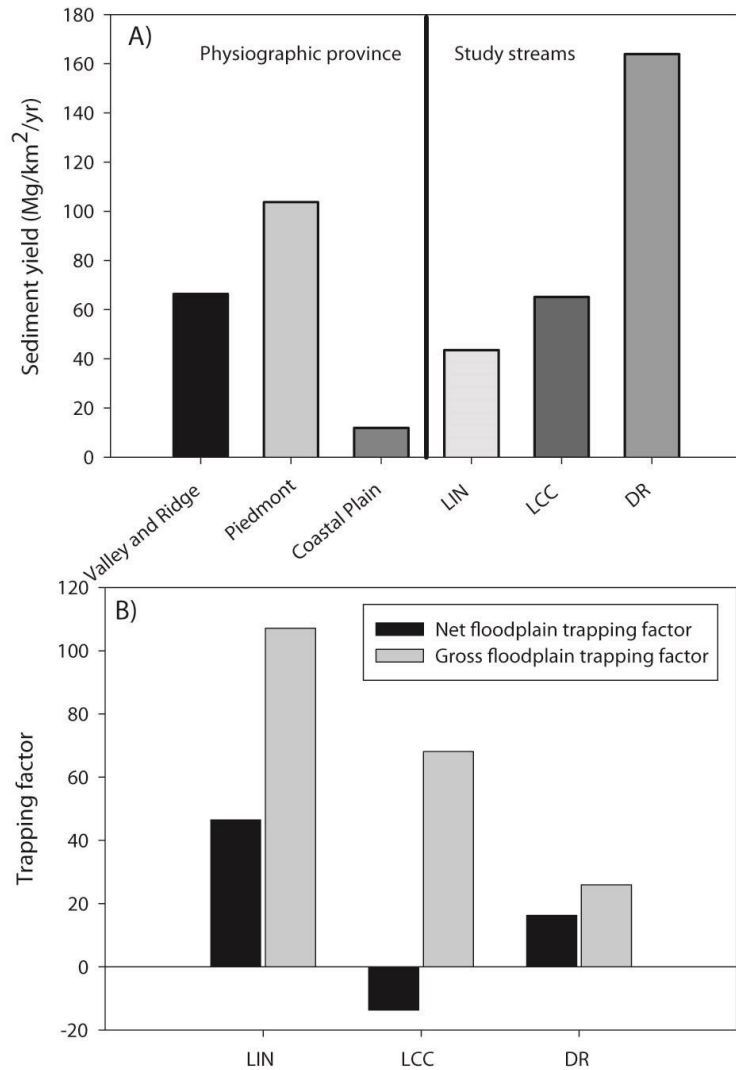 A)
Physiographic province
Study streams
Sediment yield (Mg/km²/yr)
180
160
140
120
100
80
60
40
20
0
Valley and Ridge
Piedmont
Coastal Plain
LIN
LCC
DR
B)
Net floodplain trapping factor
Gross floodplain trapping factor
Trapping factor
120
100
80
60
40
20
0
-20
LIN
LCC
DR